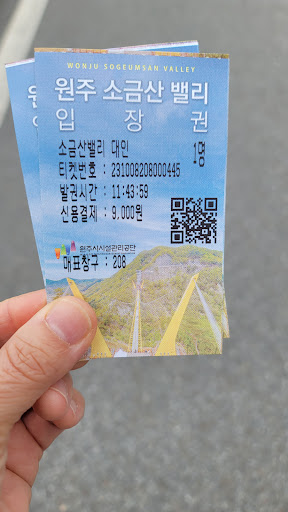 WONJU SOGEUMSAN VALLEY
원주 소금산 밸리
입 장 권
소금산밸리 대인 1명
티켓번호 : 231008208000445
발권시간 : 11:43:59
신용결제 : 9,000원
원주시시설관리공단
매표창구 : 208